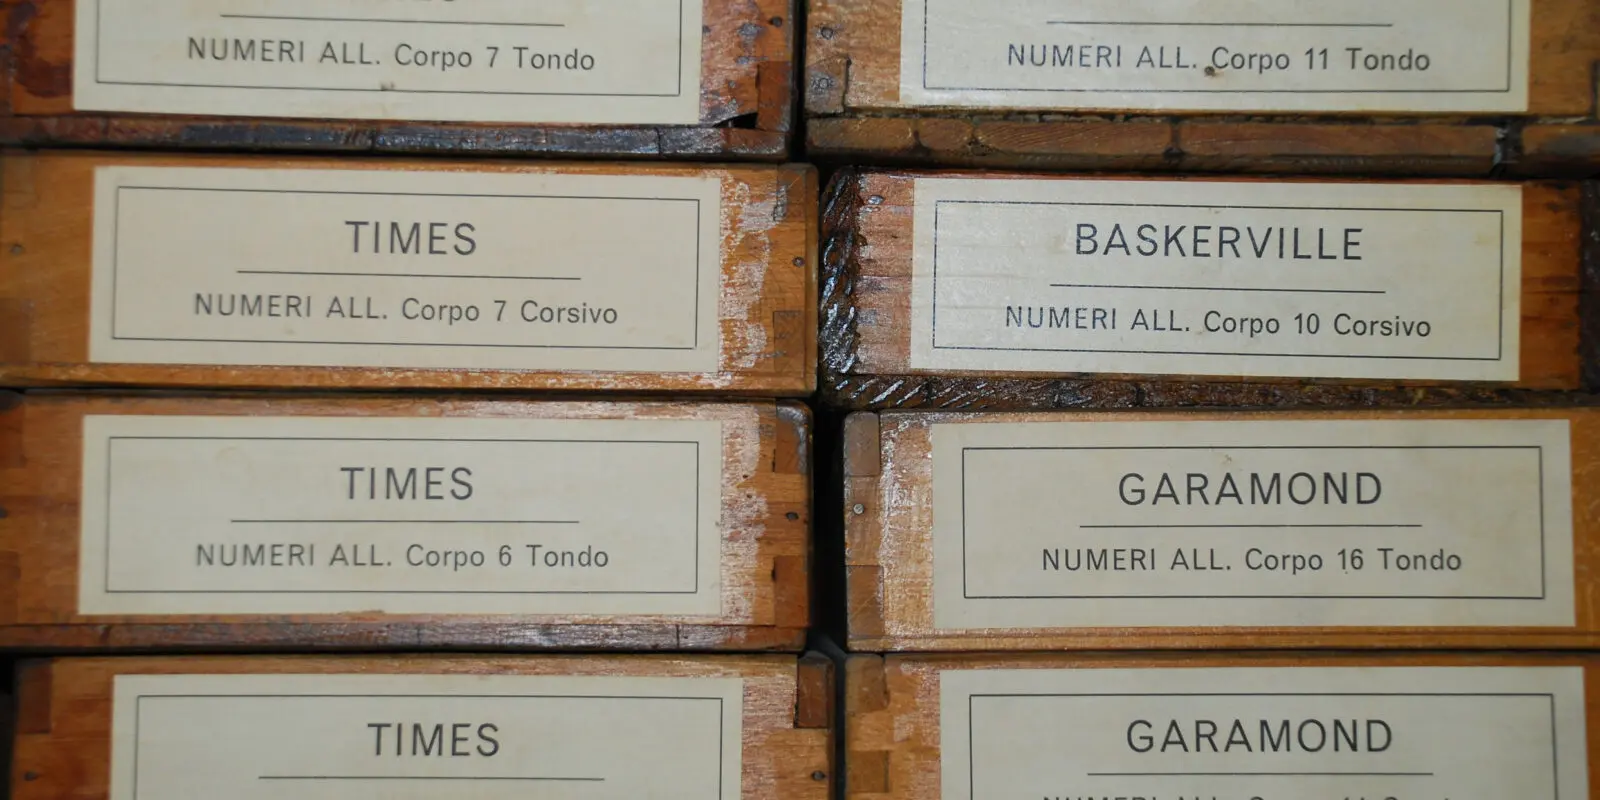 NUMERI ALL. Corpo 7 Tondo
TIMES
NUMERI ALL. Corpo 7 Corsivo
TIMES
NUMERI ALL. Corpo 6 Tondo
TIMES
NUMERI ALL. Corpo 11 Tondo
BASKERVILLE
NUMERI ALL. Corpo 10 Corsivo
GARAMOND
NUMERI ALL. Corpo 16 Tondo
GARAMOND